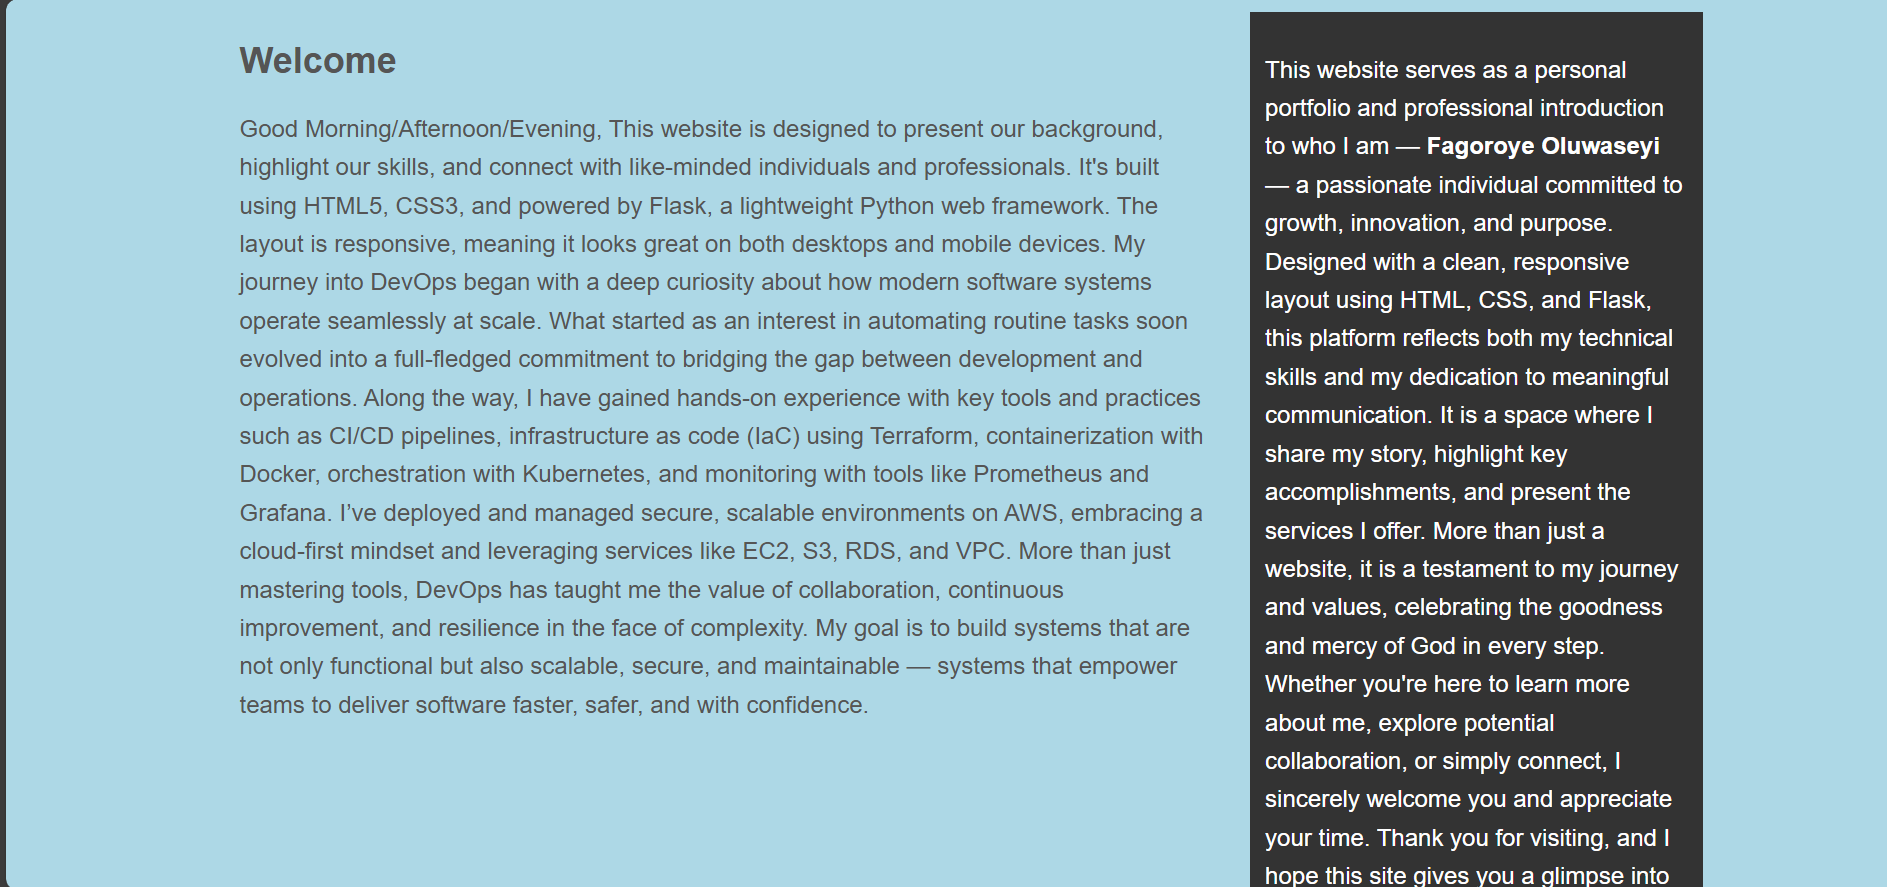 Welcome
Good Morning/Afternoon/Evening, This website is designed to present our background,
highlight our skills, and connect with like-minded individuals and professionals. It's built
using HTML5, CSS3, and powered by Flask, a lightweight Python web framework. The
layout is responsive, meaning it looks great on both desktops and mobile devices. My
journey into DevOps began with a deep curiosity about how modern software systems
operate seamlessly at scale. What started as an interest in automating routine tasks soon
evolved into a full-fledged commitment to bridging the gap between development and
operations. Along the way, I have gained hands-on experience with key tools and practices
such as CI/CD pipelines, infrastructure as code (IaC) using Terraform, containerization with
Docker, orchestration with Kubernetes, and monitoring with tools like Prometheus and
Grafana. I’ve deployed and managed secure, scalable environments on AWS, embracing a
cloud-first mindset and leveraging services like EC2, S3, RDS, and VPC. More than just
mastering tools, DevOps has taught me the value of collaboration, continuous
improvement, and resilience in the face of complexity. My goal is to build systems that are
not only functional but also scalable, secure, and maintainable — systems that empower
teams to deliver software faster, safer, and with confidence.
This website serves as a personal
portfolio and professional introduction
to who I am — Fagoroye Oluwaseyi
— a passionate individual committed to
growth, innovation, and purpose.
Designed with a clean, responsive
layout using HTML, CSS, and Flask,
this platform reflects both my technical
skills and my dedication to meaningful
communication. It is a space where I
share my story, highlight key
accomplishments, and present the
services I offer. More than just a
website, it is a testament to my journey
and values, celebrating the goodness
and mercy of God in every step.
Whether you're here to learn more
about me, explore potential
collaboration, or simply connect, I
sincerely welcome you and appreciate
your time. Thank you for visiting, and I
hope this site gives you a glimpse into